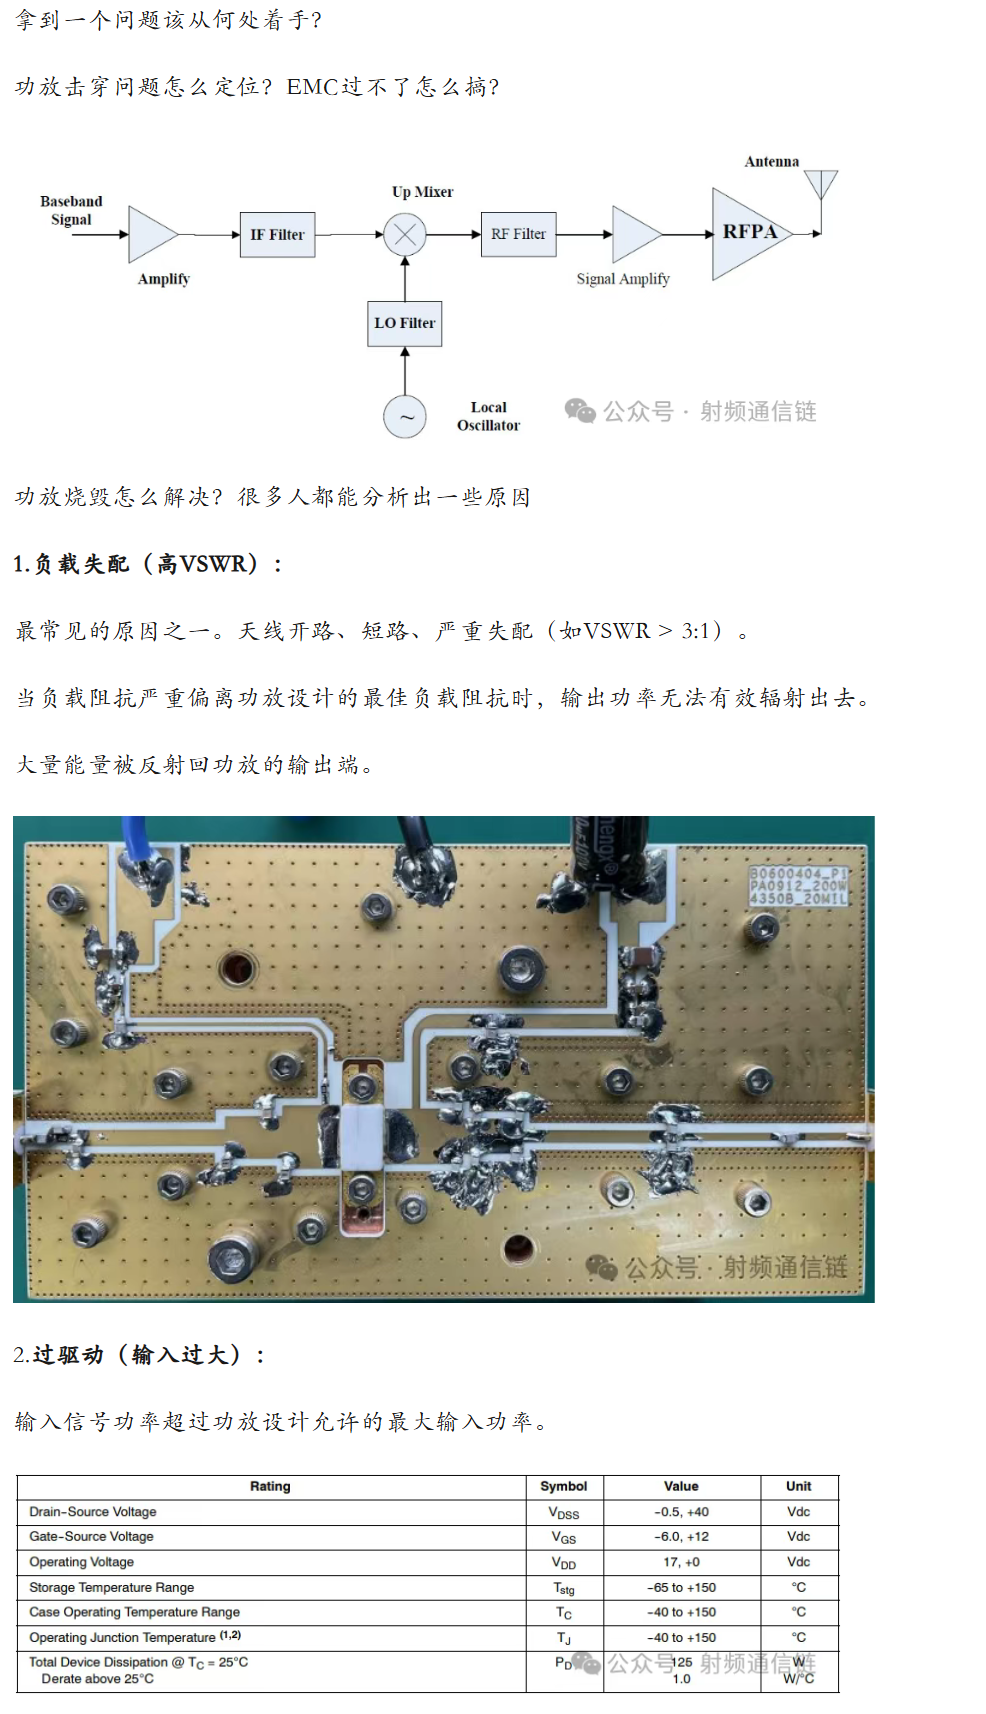 拿到一个问题该从何处着手?
功放击穿问题怎么定位? EMC过不了怎么搞?
Antenna
Up Mixer
Baseband
Signal
IF Filter
RF Filter
RFPA
Amplify
Signal Amplify
LO Filter
Local
Oscillator
~
公众号 · 射频通信链
功放烧毁怎么解决? 很多人都能分析出一些原因
1.负载失配（高VSWR）:
最常见的原因之一。天线开路、短路、严重失配（如VSWR > 3:1）。
当负载阻抗严重偏离功放设计的最佳负载阻抗时，输出功率无法有效辐射出去。
大量能量被反射回功放的输出端。
B0600404_P1
PA0912_200W
4350B_20MIL
公众号 · 射频通信链
2.过驱动（输入过大）:
输入信号功率超过功放设计允许的最大输入功率。
Rating Symbol Value Unit
Drain-Source Voltage VDSS -0.5, +40 Vdc
Gate-Source Voltage VGS -6.0, +12 Vdc
Operating Voltage VDD 17, +0 Vdc
Storage Temperature Range Tstg -65 to +150 °C
Case Operating Temperature Range TC -40 to +150 °C
Operating Junction Temperature (1,2) TJ -40 to +150 °C
Total Device Dissipation @ TC = 25°C PD 125 W
Derate above 25°C 1.0 W/°C
公众号 · 射频通信链